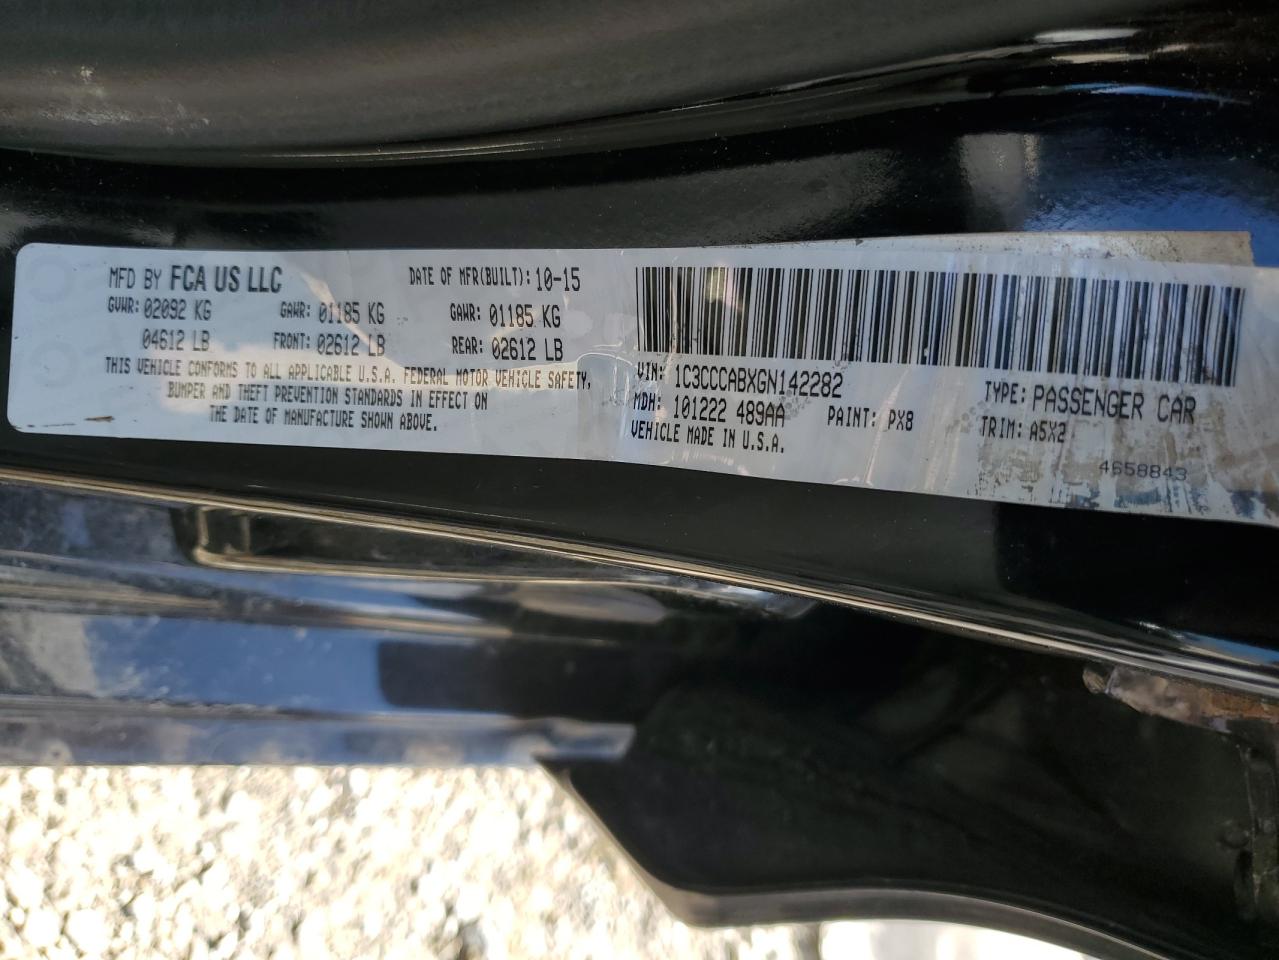 MFD BY FCA US LLC DATE OF MFR(BUILT): 10-15
GVWR: 02092 KG GAWR: 01185 KG GAWR: 01185 KG
04612 LB FRONT: 02612 LB REAR: 02612 LB
THIS VEHICLE CONFORMS TO ALL APPLICABLE U.S.A. FEDERAL MOTOR VEHICLE SAFETY,
BUMPER AND THEFT PREVENTION STANDARDS IN EFFECT ON
THE DATE OF MANUFACTURE SHOWN ABOVE.
VIN: 1C3CCCABXGN142282 TYPE: PASSENGER CAR
MDH: 101222 489AA PAINT: PX8 TRIM: A5X2
VEHICLE MADE IN U.S.A.
4658843